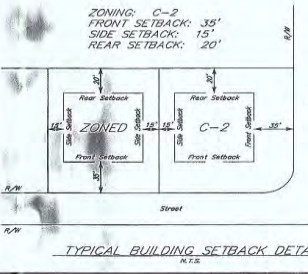 ZONING: C-2
FRONT SETBACK: 35'
SIDE SETBACK: 15'
REAR SETBACK: 20'
R/W
20'
20'
Rear Setback
Rear Setback
15'
Side Setback
ZONED
Side Setback
15'
15'
Side Setback
C-2
Front Setback
35'
Front Setback
Front Setback
35'
R/W
Street
R/W
TYPICAL BUILDING SETBACK DETA
N.T.S.